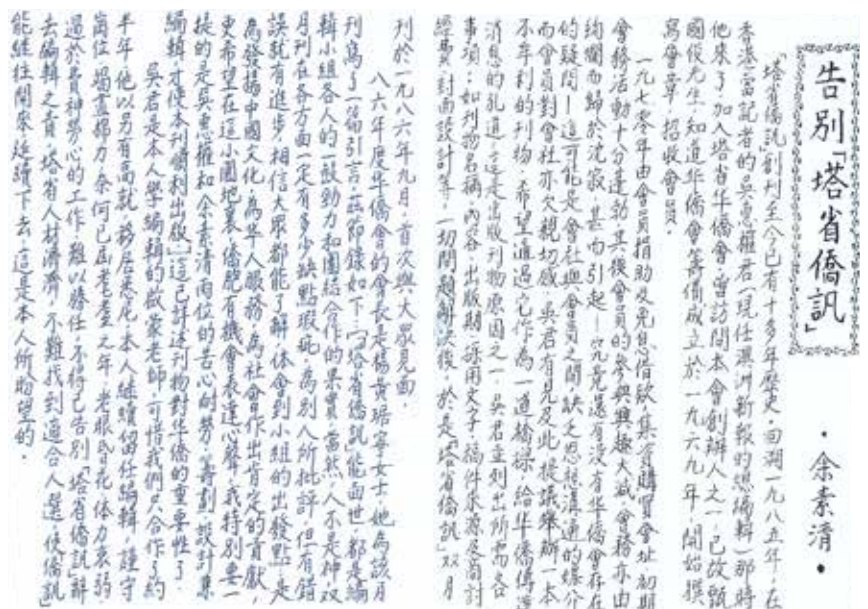 告別「塔省僑訊」
·余素清·
「塔省僑訊」創刊至今已有十多年歷史,回溯一九八五年,在
香港當記者的吳惠權君(現任澳洲新報的總編輯)那時
他來了,加入塔省華僑會,曾訪問本會創辦人之一,已故甄
國俊先生,知道華僑會籌備成立於一九六九年,開始撰
寫會章,招收會員。
一九七零年由會員捐助及免息借款,集資購買會址,初期
會務活動十分蓬勃,其後會員的參與興趣大減,會務亦由
絢爛而歸於沈寂,甚而引起—究竟還有沒有华僑會存在
的疑問—這可能是會社與會員之間缺乏思想溝通的媒介
而會員對會社亦欠親切感,吳君有見及此,提議舉辦一本
不牟利的刊物,希望通過它作為一道橋樑,給华僑傳遞
消息的孔道,這是出版刊物原因之一,吳君並列出所需各
事項:如刊物名稱,內容,出版期,採用文字,稿件來源及商討
經費,封面設計等,一切問題解決後,於是「塔省僑訊」双月
刊於一九八六年九月,首次與大眾見面。
八六年度华僑會的會長是楊黃琚寧女士,她為該月
刊寫了一篇引言,茲節錄如下:「『塔省僑訊』能面世,都是編
輯小組各人的一鼓動力和團結合作的果實,當然,人不是神,双
月刊在各方面一定有多少缺點瑕疵,為別人所批評,但有錯
誤就有進步,相信大眾都能了解,体會到小組的出發點,是
為發揚中國文化,為华人服務,為社會作出肯定的貢獻,
更希望在這小園地裏,僑胞有機會表達心聲,我特別要一
提的是吳惠權和余素清兩位的苦心耐勞,籌劃,設計,集
編輯,才使本刊順利出版。」這已詳述刊物對华僑的重要性了。
吳君是本人學編輯的啟蒙老師,可惜我們只合作了約
半年,他以另有高就,移居悉尼,本人繼續留任編輯,謹守
崗位,竭盡綿力,奈何已屆耄耋之年,老眼昏花,体力衰弱,
過於費神勞心的工作,難以勝任,不得已告別「塔省僑訊」,辭
去編輯之責,塔省人材濟濟,不難找到適合人選,使僑訊
能繼往開來,延續下去,這是本人所盼望的。